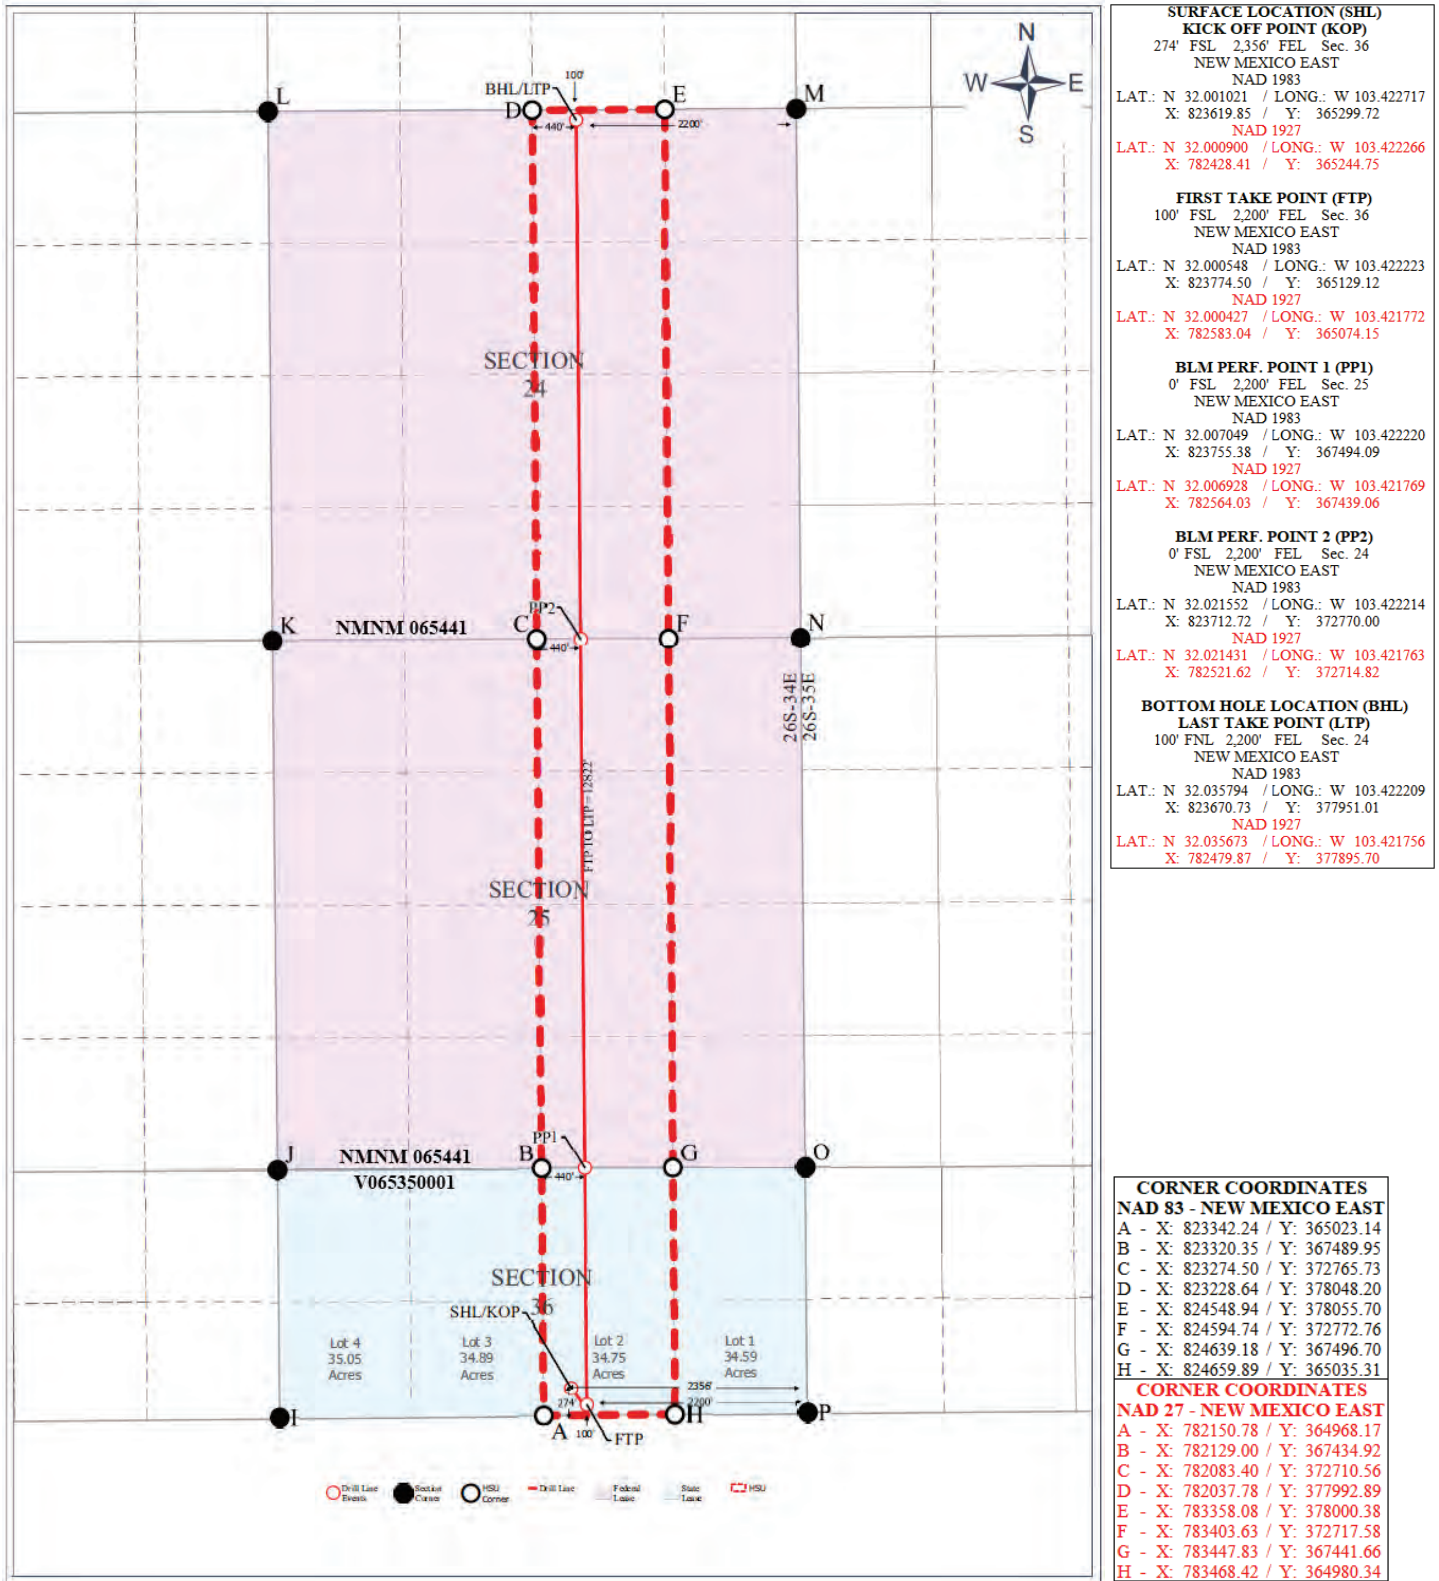 N
W E
S
L
BHL/LTP
100'
D
E
M
440'
2200'
SECTION
24
K
NMNM 065441
C
PP2
440'
F
N
26S-34E
26S-35E
FTP TO LTP = 12822'
SECTION
25
J
NMNM 065441
V065350001
B
PP1
440'
G
O
SECTION
36
SHL/KOP
Lot 4
35.05
Acres
Lot 3
34.89
Acres
Lot 2
34.75
Acres
Lot 1
34.59
Acres
2356'
274'
2200'
I
A
100'
FTP
H
P
Drill Line
Events
Section
Corner
HSU
Corner
Drill Line
Federal
Lease
State
Lease
HSU
SURFACE LOCATION (SHL)
KICK OFF POINT (KOP)
274' FSL 2,356' FEL Sec. 36
NEW MEXICO EAST
NAD 1983
LAT.: N 32.001021 / LONG.: W 103.422717
X: 823619.85 / Y: 365299.72
NAD 1927
LAT.: N 32.000900 / LONG.: W 103.422266
X: 782428.41 / Y: 365244.75
FIRST TAKE POINT (FTP)
100' FSL 2,200' FEL Sec. 36
NEW MEXICO EAST
NAD 1983
LAT.: N 32.000548 / LONG.: W 103.422223
X: 823774.50 / Y: 365129.12
NAD 1927
LAT.: N 32.000427 / LONG.: W 103.421772
X: 782583.04 / Y: 365074.15
BLM PERF. POINT 1 (PP1)
0' FSL 2,200' FEL Sec. 25
NEW MEXICO EAST
NAD 1983
LAT.: N 32.007049 / LONG.: W 103.422220
X: 823755.38 / Y: 367494.09
NAD 1927
LAT.: N 32.006928 / LONG.: W 103.421769
X: 782564.03 / Y: 367439.06
BLM PERF. POINT 2 (PP2)
0' FSL 2,200' FEL Sec. 24
NEW MEXICO EAST
NAD 1983
LAT.: N 32.021552 / LONG.: W 103.422214
X: 823712.72 / Y: 372770.00
NAD 1927
LAT.: N 32.021431 / LONG.: W 103.421763
X: 782521.62 / Y: 372714.82
BOTTOM HOLE LOCATION (BHL)
LAST TAKE POINT (LTP)
100' FNL 2,200' FEL Sec. 24
NEW MEXICO EAST
NAD 1983
LAT.: N 32.035794 / LONG.: W 103.422209
X: 823670.73 / Y: 377951.01
NAD 1927
LAT.: N 32.035673 / LONG.: W 103.421756
X: 782479.87 / Y: 377895.70
CORNER COORDINATES
NAD 83 - NEW MEXICO EAST
A - X: 823342.24 / Y: 365023.14
B - X: 823320.35 / Y: 367489.95
C - X: 823274.50 / Y: 372765.73
D - X: 823228.64 / Y: 378048.20
E - X: 824548.94 / Y: 378055.70
F - X: 824594.74 / Y: 372772.76
G - X: 824639.18 / Y: 367496.70
H - X: 824659.89 / Y: 365035.31
CORNER COORDINATES
NAD 27 - NEW MEXICO EAST
A - X: 782150.78 / Y: 364968.17
B - X: 782129.00 / Y: 367434.92
C - X: 782083.40 / Y: 372710.56
D - X: 782037.78 / Y: 377992.89
E - X: 783358.08 / Y: 378000.38
F - X: 783403.63 / Y: 372717.58
G - X: 783447.83 / Y: 367441.66
H - X: 783468.42 / Y: 364980.34